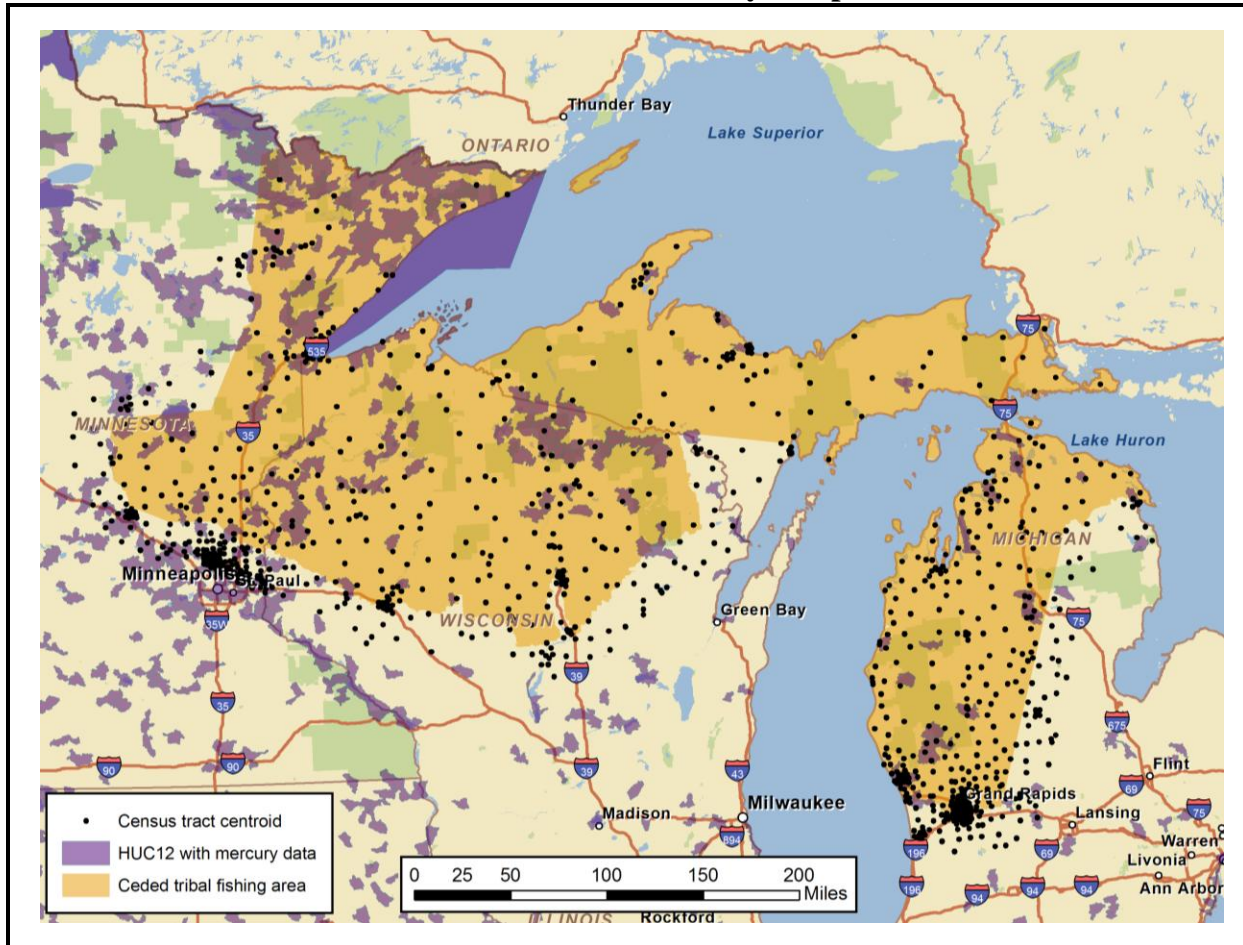 Thunder Bay
Lake Superior
ONTARIO
75
535
75
MINNESOTA
35
Lake Huron
MICHIGAN
Minneapolis
St. Paul
WISCONSIN
Green Bay
35W
75
39
35
675
90
90
39
43
Flint
69
Milwaukee
Grand Rapids
Madison
Lansing
75
894
Warren
196
69
Livonia
196
94
94
Ann Arbor
ILLINOIS
Rockford
Census tract centroid
HUC12 with mercury data
Ceded tribal fishing area
0 25 50 100 150 200
Miles